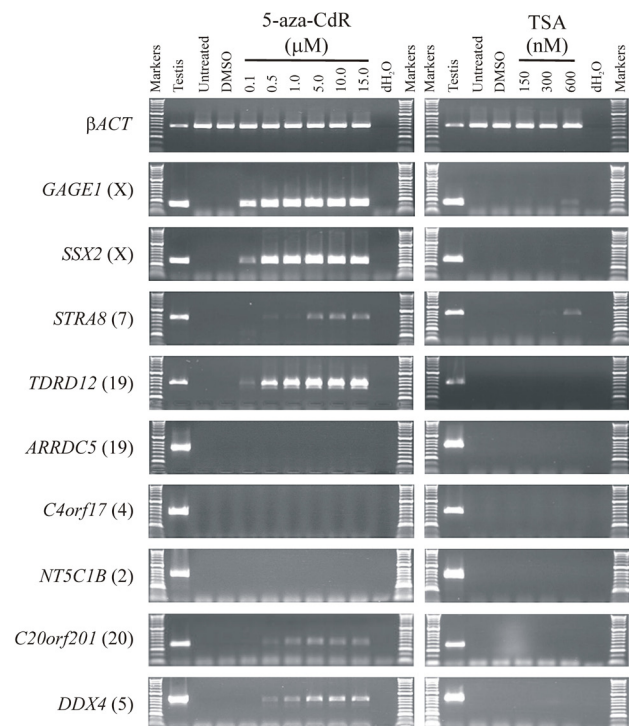 5-aza-CdR
(μM)
TSA
(nM)
Markers
Testis
Untreated
DMSO
0.1
0.5
1.0
5.0
10.0
15.0
dH₂O
Markers
Markers
Testis
Untreated
DMSO
150
300
600
dH₂O
Markers
βACT
GAGE1 (X)
SSX2 (X)
STRA8 (7)
TDRD12 (19)
ARRDC5 (19)
C4orf17 (4)
NT5C1B (2)
C20orf201 (20)
DDX4 (5)